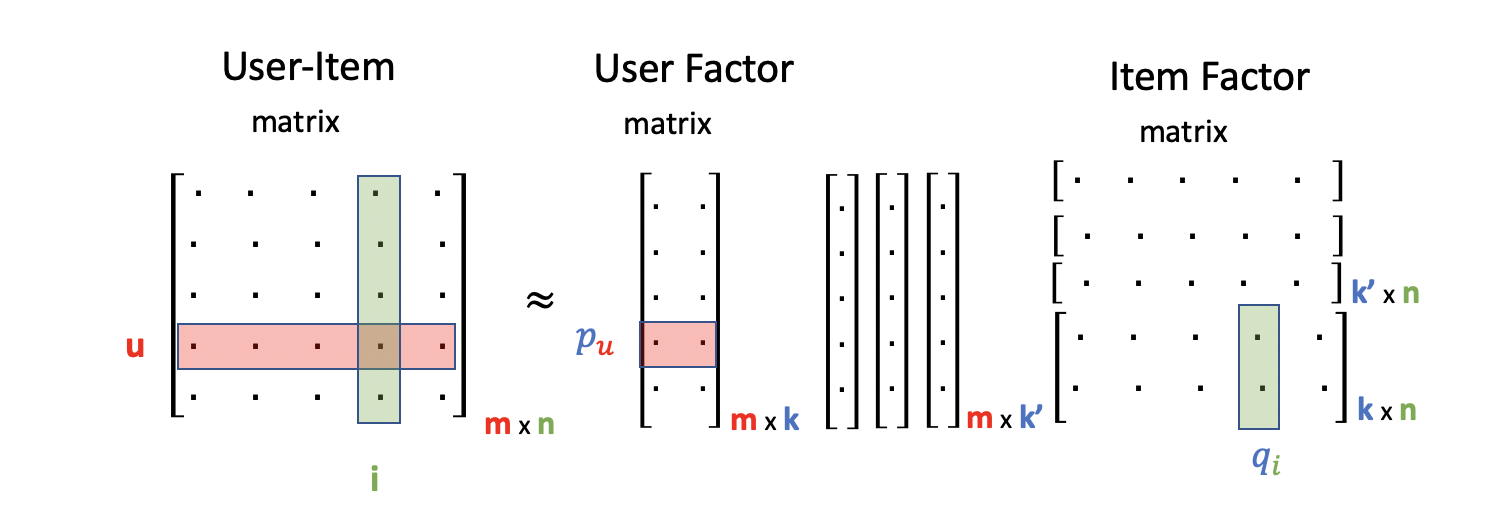 User-Item
matrix
User Factor
matrix
Item Factor
matrix
u
≈
p_u
k’ x n
m x n
m x k
m x k’
k x n
i
q_i